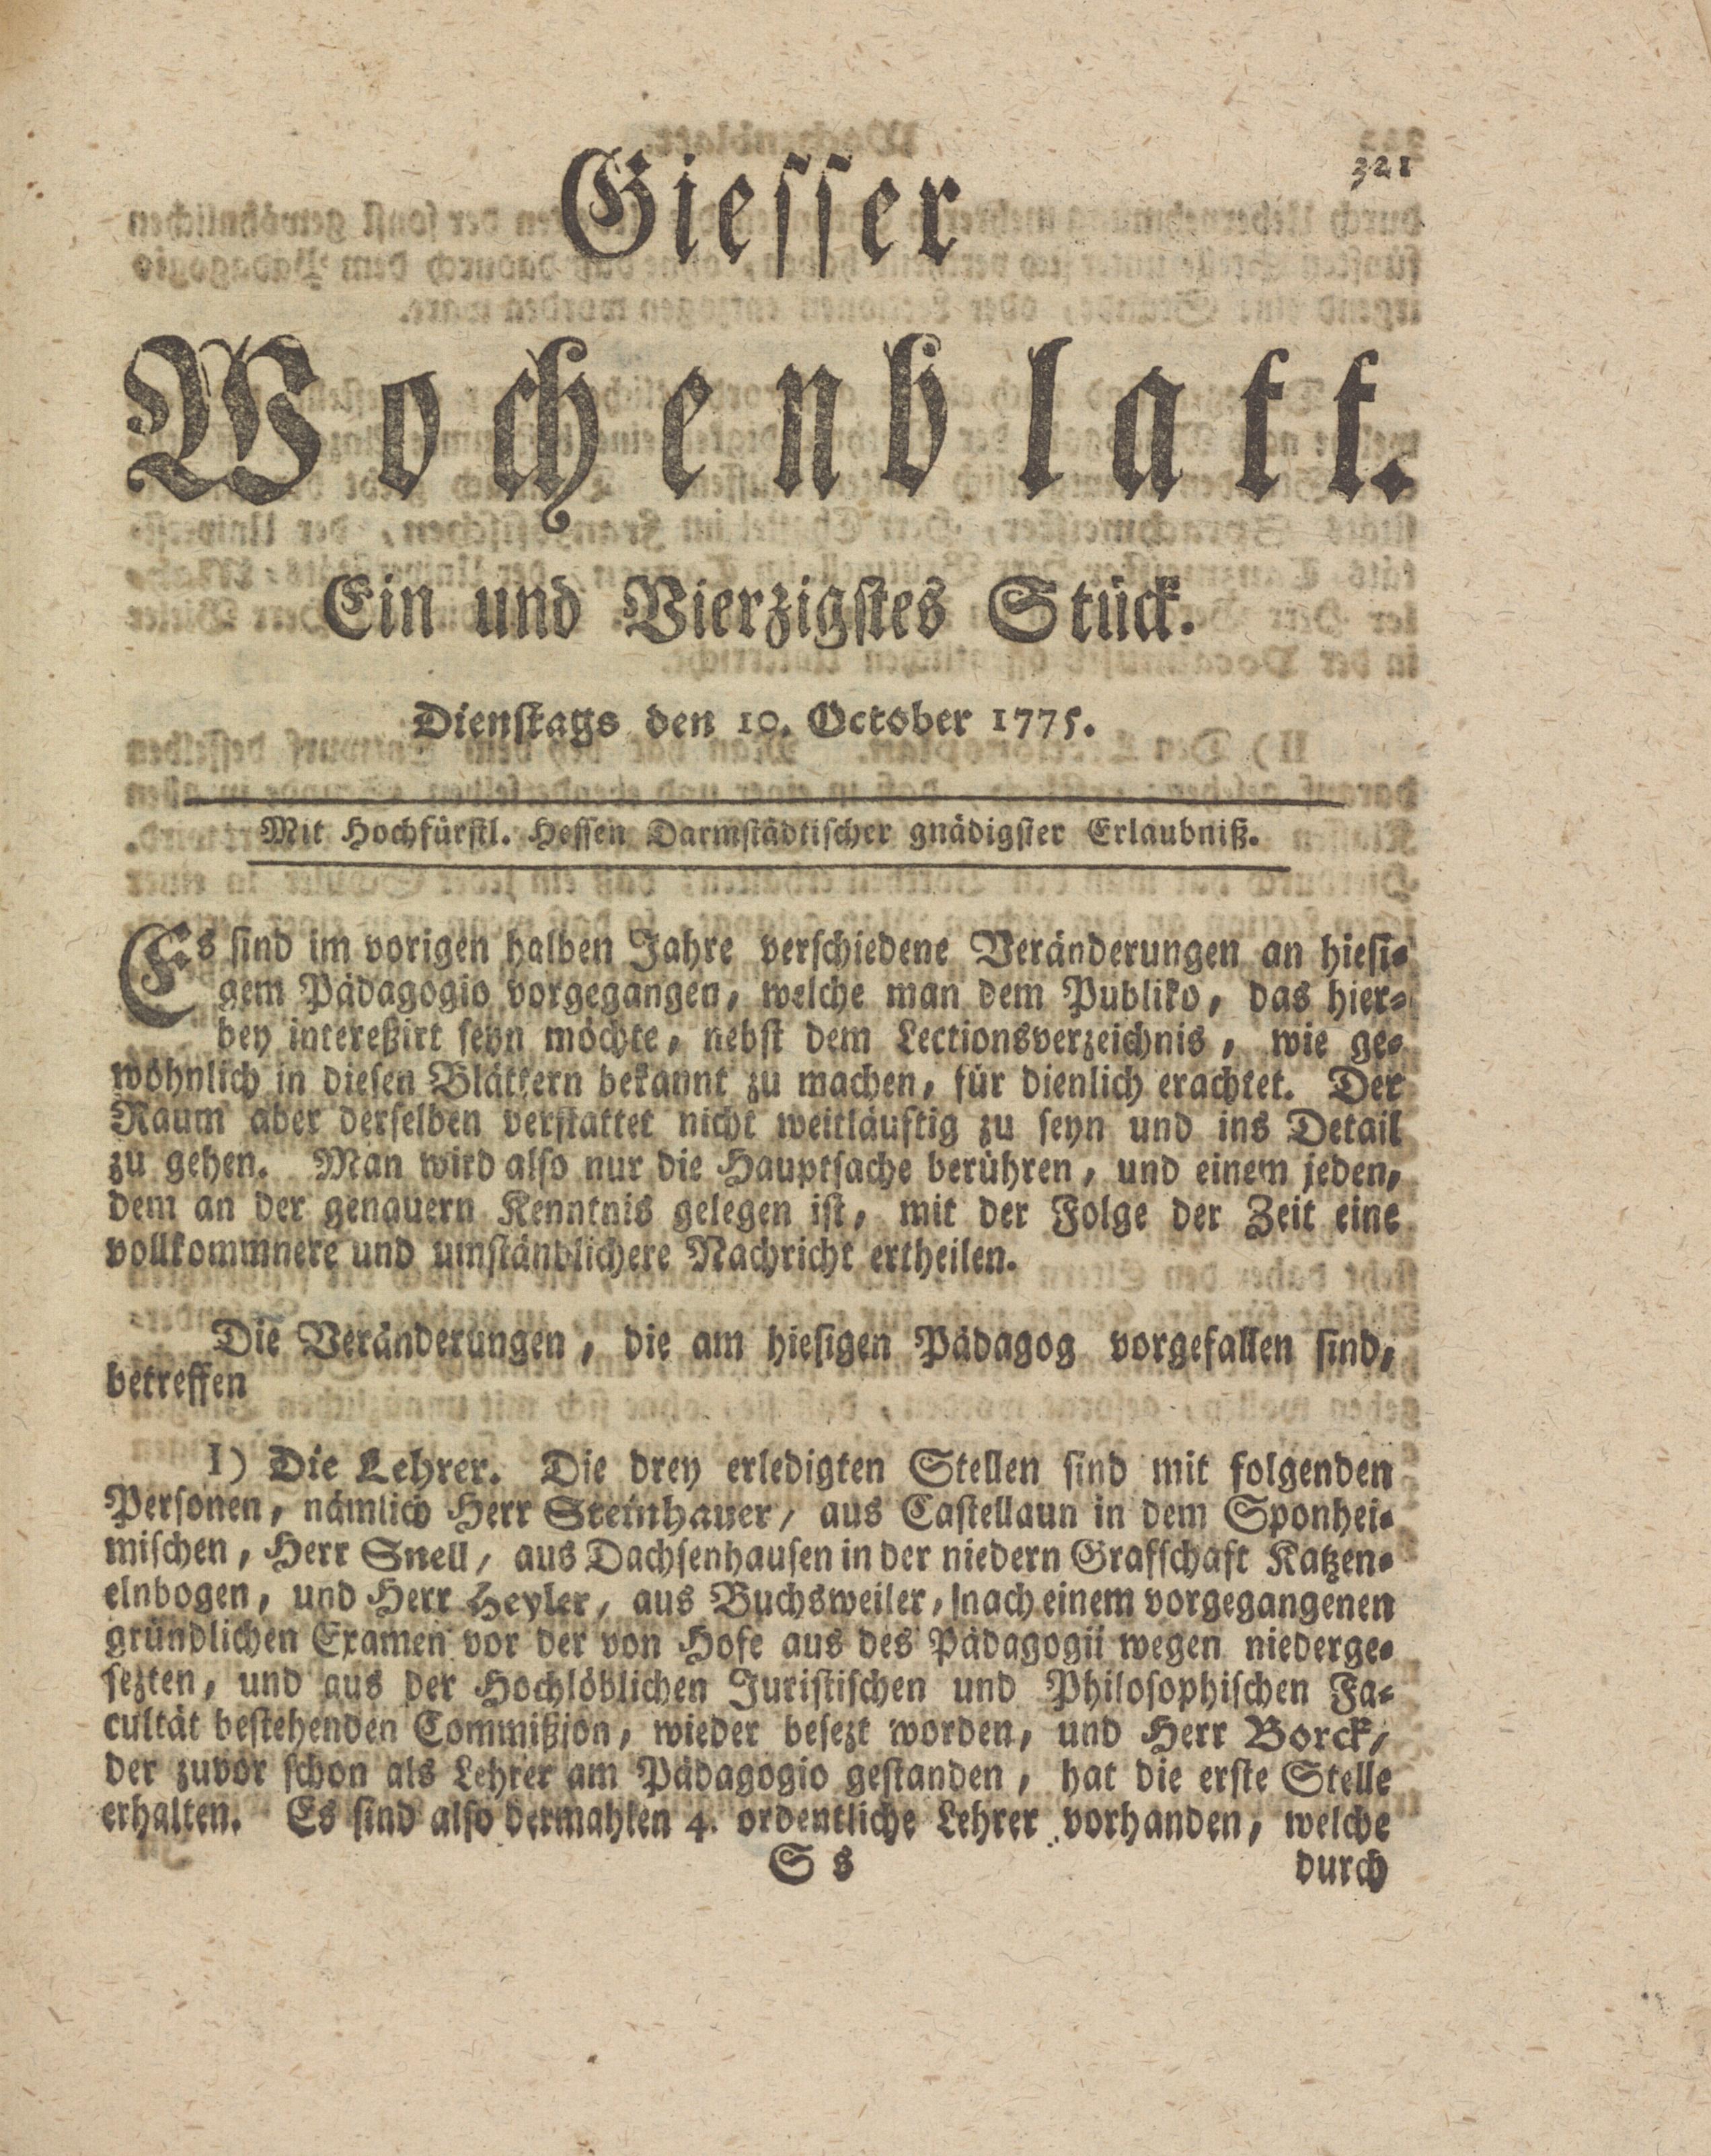 321
Giesser
Wochenblatt.
Ein und Vierzigstes Stück.
Dienstags den 10. October 1775.
Mit Hochfürstl. Hessen Darmstädtischer gnädigster Erlaubniß.
Es sind im vorigen halben Jahre verschiedene Veränderungen an hiesi-
gem Pädagogio vorgegangen, welche man dem Publiko, das hier-
bey intereßirt seyn möchte, nebst dem Lectionsverzeichnis, wie ge-
wöhnlich in diesen Blättern bekannt zu machen, für dienlich erachtet. Der
Raum aber derselben verstattet nicht weitläuftig zu seyn und ins Detail
zu gehen. Man wird also nur die Hauptsache berühren, und einem jeden,
dem an der genauern Kenntnis gelegen ist, mit der Folge der Zeit eine
vollkommnere und umständlichere Nachricht ertheilen.
Die Veränderungen, die am hiesigen Pädagog vorgefallen sind,
betreffen
I) Die Lehrer. Die drey erledigten Stellen sind mit folgenden
Personen, nämlich Herr Steinhauer, aus Castellaun in dem Sponhei-
mischen, Herr Snell, aus Dachsenhausen in der niedern Grafschaft Katzen-
elnbogen, und Herr Heyler, aus Buchsweiler, nach einem vorgegangenen
gründlichen Examen vor der von Hofe aus des Pädagogii wegen niederge-
sezten, und aus der Hochlöblichen Juristischen und Philosophischen Fa-
cultät bestehenden Commißion, wieder besezt worden, und Herr Borck,
der zuvor schon als Lehrer am Pädagogio gestanden, hat die erste Stelle
erhalten. Es sind also dermahlen 4. ordentliche Lehrer vorhanden, welche
S s
durch